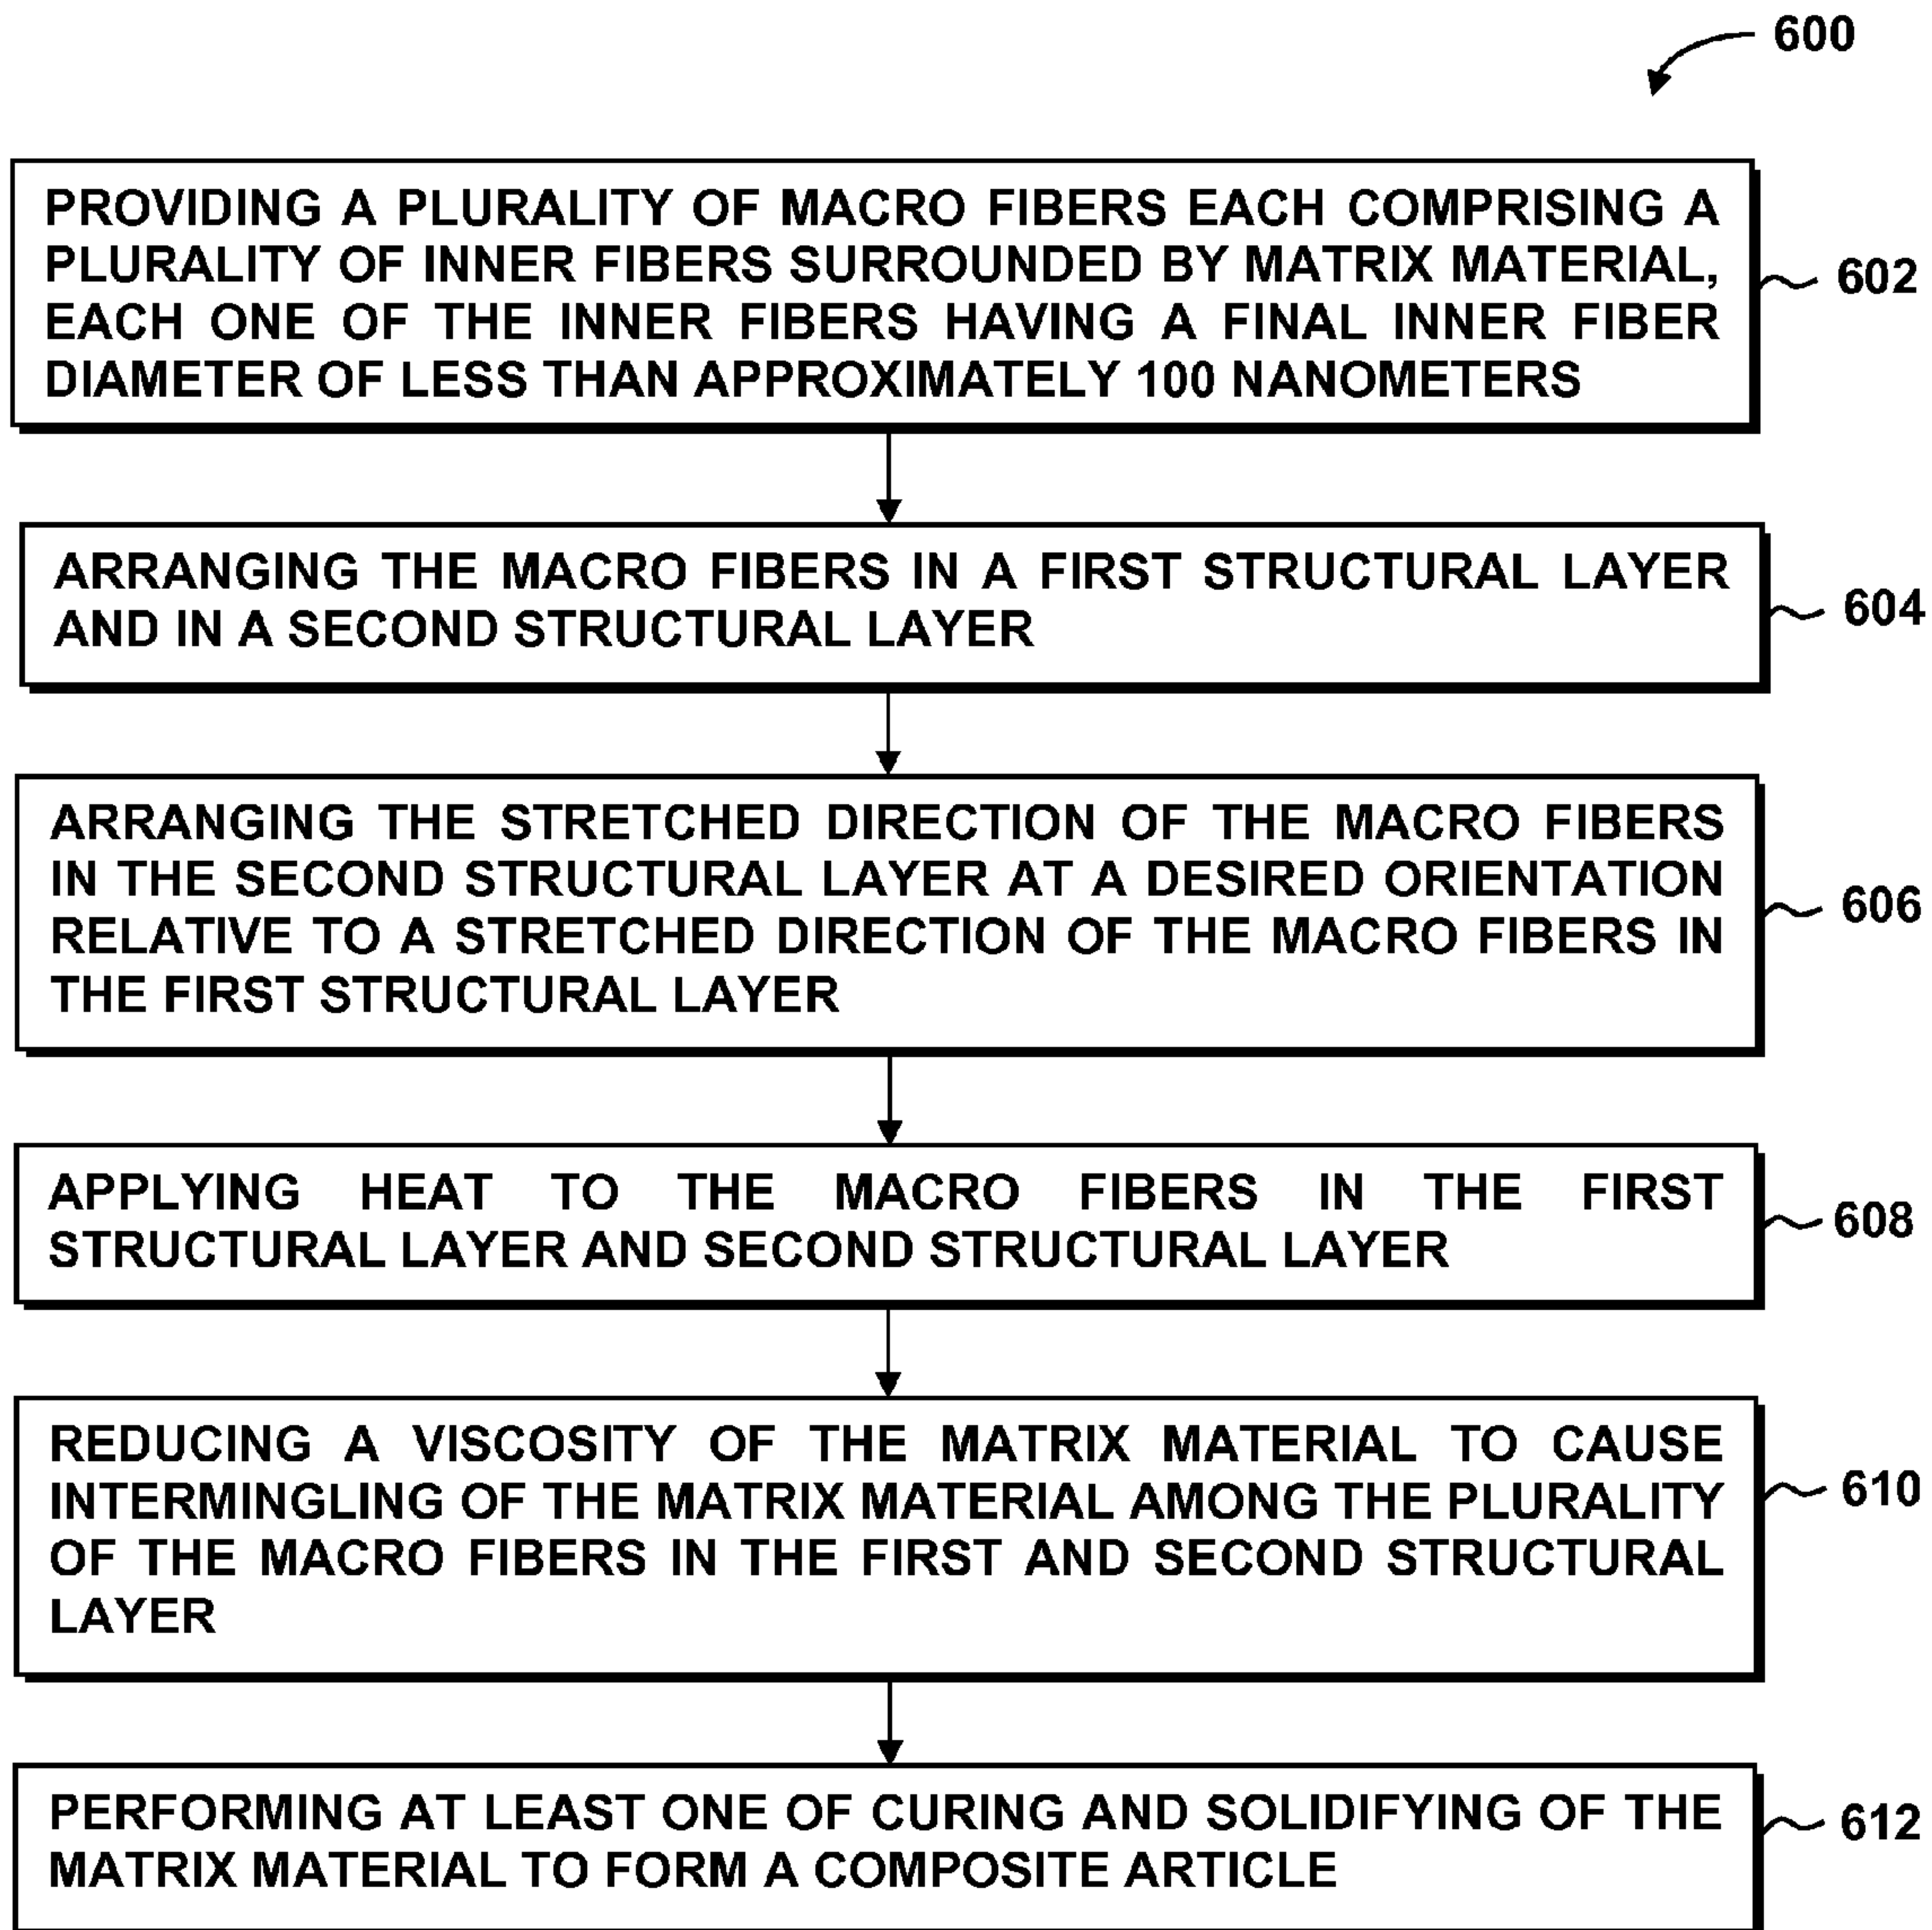 600
PROVIDING A PLURALITY OF MACRO FIBERS EACH COMPRISING A
PLURALITY OF INNER FIBERS SURROUNDED BY MATRIX MATERIAL,
EACH ONE OF THE INNER FIBERS HAVING A FINAL INNER FIBER
DIAMETER OF LESS THAN APPROXIMATELY 100 NANOMETERS
602
ARRANGING THE MACRO FIBERS IN A FIRST STRUCTURAL LAYER
AND IN A SECOND STRUCTURAL LAYER
604
ARRANGING THE STRETCHED DIRECTION OF THE MACRO FIBERS
IN THE SECOND STRUCTURAL LAYER AT A DESIRED ORIENTATION
RELATIVE TO A STRETCHED DIRECTION OF THE MACRO FIBERS IN
THE FIRST STRUCTURAL LAYER
606
APPLYING HEAT TO THE MACRO FIBERS IN THE FIRST
STRUCTURAL LAYER AND SECOND STRUCTURAL LAYER
608
REDUCING A VISCOSITY OF THE MATRIX MATERIAL TO CAUSE
INTERMINGLING OF THE MATRIX MATERIAL AMONG THE PLURALITY
OF THE MACRO FIBERS IN THE FIRST AND SECOND STRUCTURAL
LAYER
610
PERFORMING AT LEAST ONE OF CURING AND SOLIDIFYING OF THE
MATRIX MATERIAL TO FORM A COMPOSITE ARTICLE
612